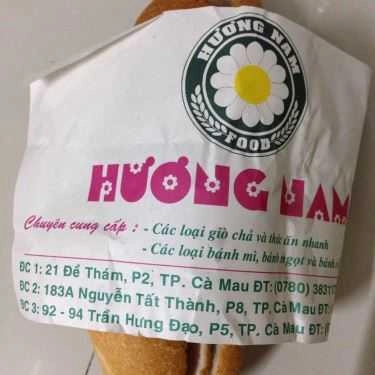 HƯƠNG NAM
FOOD
HƯƠNG NAM
Chuyên cung cấp : - Các loại giò chả và thức ăn nhanh
- Các loại bánh mì, bánh ngọt và bánh
ĐC 1: 21 Đề Thám, P2, TP. Cà Mau ĐT: (0780)
ĐC 2: 183A Nguyễn Tất Thành, P8, TP. Cà Mau ĐT:
ĐC 3: 92 - 94 Trần Hưng Đạo, P5, TP. Cà Mau ĐT: